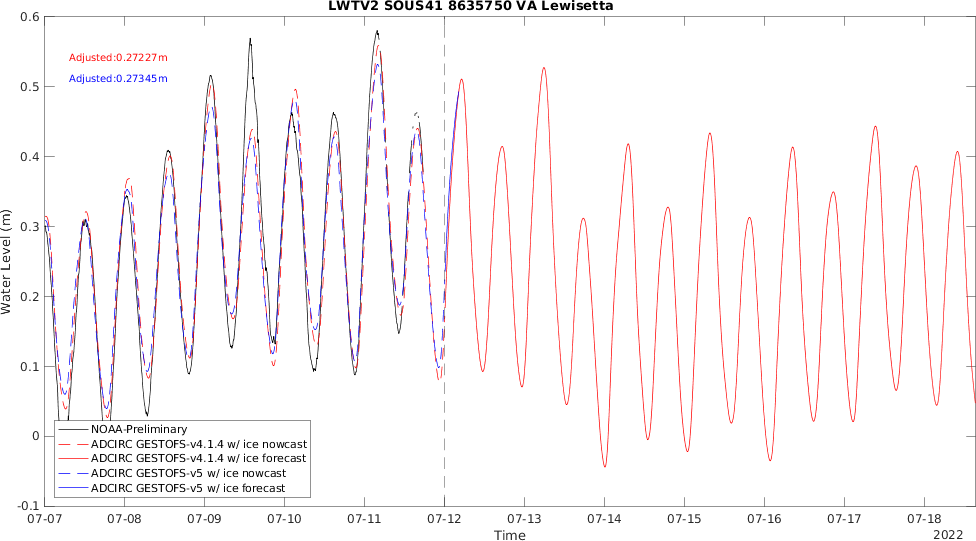 LWTV2 SOUS41 8635750 VA Lewisetta
0.6
0.5
0.4
0.3
0.2
0.1
0
-0.1
Water Level (m)
Adjusted:0.27227m
Adjusted:0.27345m
NOAA-Preliminary
ADCIRC GESTOFS-v4.1.4 w/ ice nowcast
ADCIRC GESTOFS-v4.1.4 w/ ice forecast
ADCIRC GESTOFS-v5 w/ ice nowcast
ADCIRC GESTOFS-v5 w/ ice forecast
07-07 07-08 07-09 07-10 07-11 07-12 07-13 07-14 07-15 07-16 07-17 07-18
Time
2022